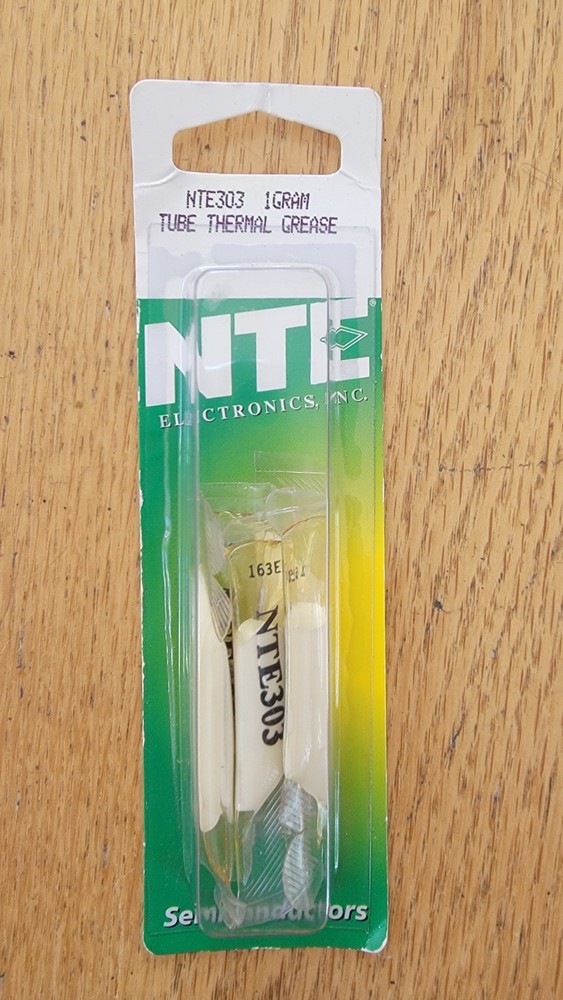 NTE303 1GRAM
TUBE THERMAL GREASE
NTE®
ELECTRONICS, INC.
163E
NTE303
Semiconductors